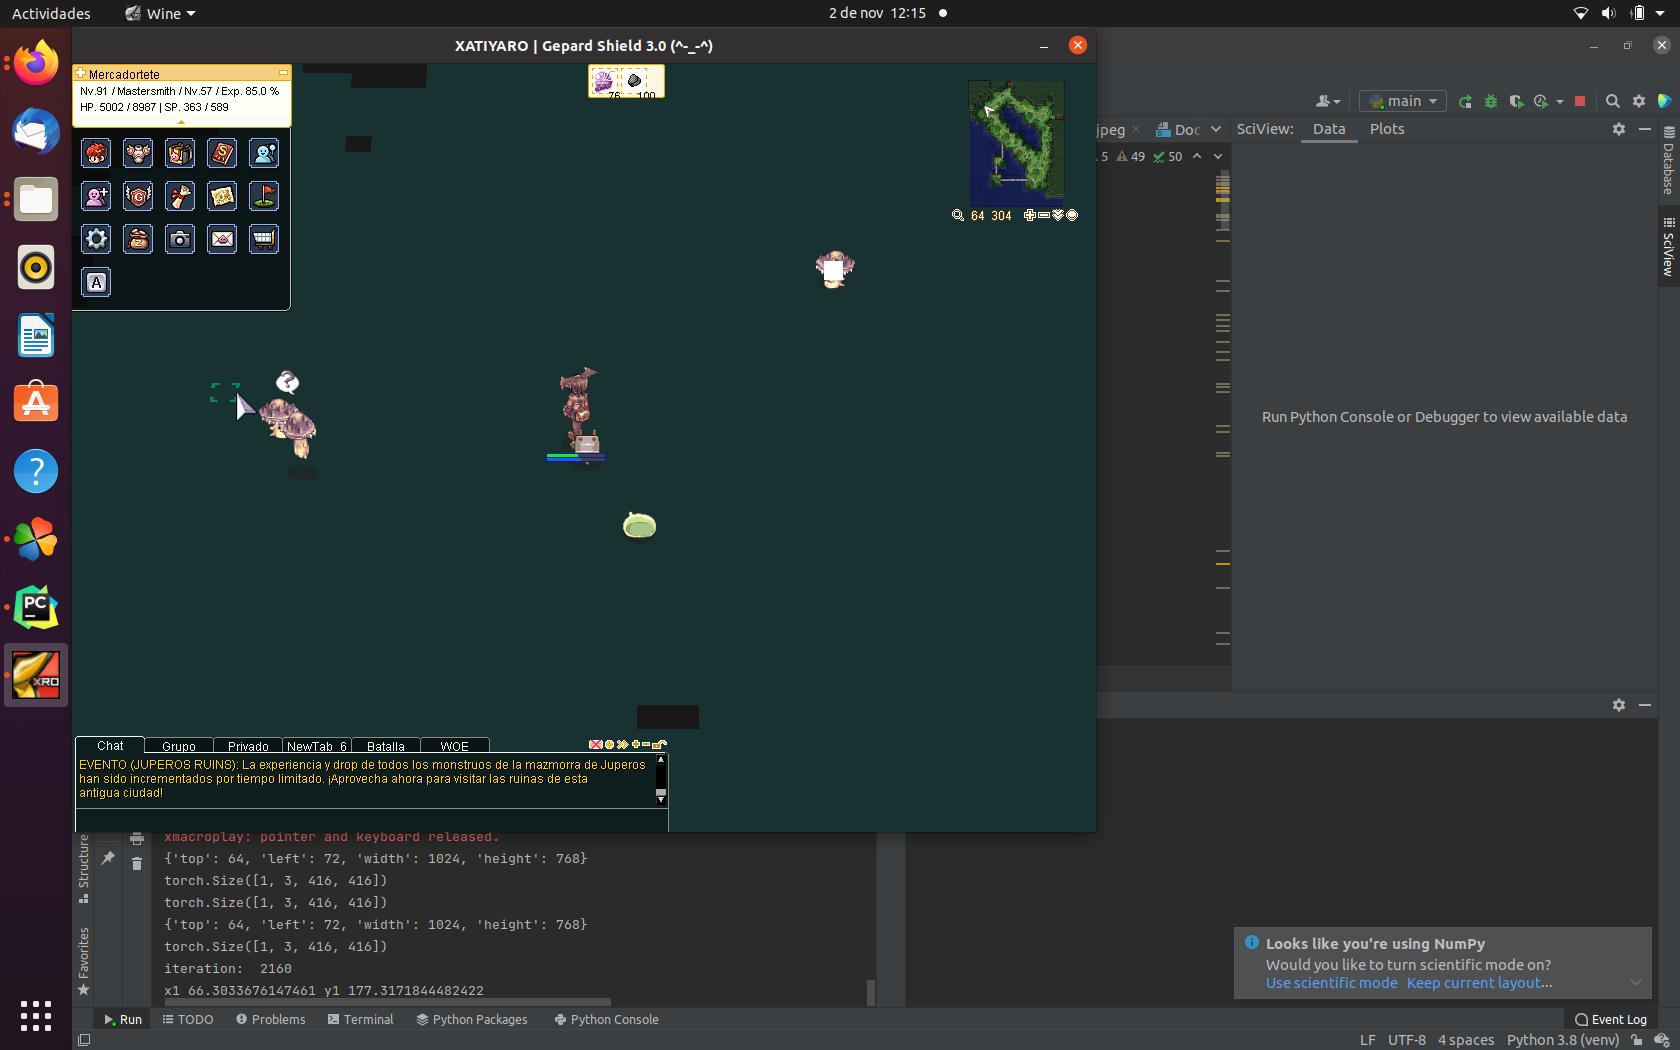 Actividades
Wine
2 de nov 12:15
XATIYARO | Gepard Shield 3.0 (^-_-^)
Mercadortete
Nv.91 / Mastersmith / Nv.57 / Exp. 85.0 %
HP. 5002 / 8987 | SP. 363 / 589
76
100
S
G
A
?
64 304
main
jpeg
Doc
SciView:
Data
Plots
5
49
50
Database
SciView
Run Python Console or Debugger to view available data
?
PC
XRO
Chat
Grupo
Privado
NewTab_6
Batalla
WOE
EVENTO (JUPEROS RUINS): La experiencia y drop de todos los monstruos de la mazmorra de Juperos
han sido incrementados por tiempo limitado. ¡Aprovecha ahora para visitar las ruinas de esta
antigua ciudad!
Structure
Favorites
xmacroplay: pointer and keyboard released.
{'top': 64, 'left': 72, 'width': 1024, 'height': 768}
torch.Size([1, 3, 416, 416])
torch.Size([1, 3, 416, 416])
{'top': 64, 'left': 72, 'width': 1024, 'height': 768}
torch.Size([1, 3, 416, 416])
iteration:  2160
x1 66.3033676147461 y1 177.3171844482422
Looks like you're using NumPy
Would you like to turn scientific mode on?
Use scientific mode Keep current layout...
Run
TODO
Problems
Terminal
Python Packages
Python Console
Event Log
LF UTF-8 4 spaces Python 3.8 (venv)